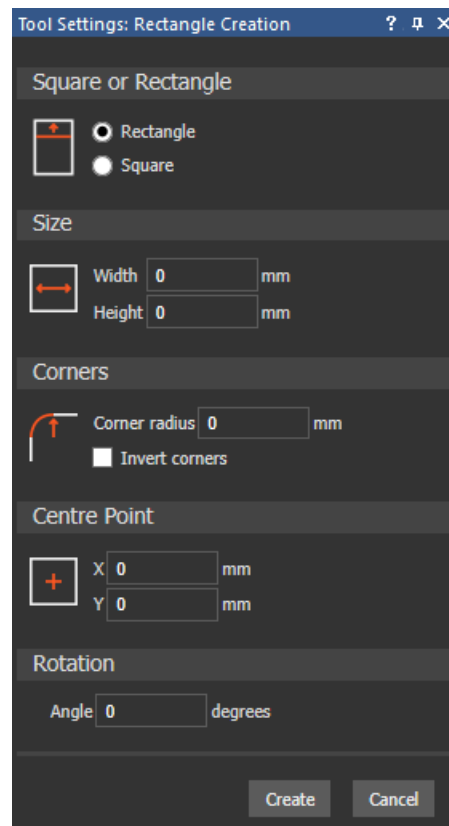 Tool Settings: Rectangle Creation ?
Square or Rectangle
Rectangle
Square
Size
Width 0 mm
Height 0 mm
Corners
Corner radius 0 mm
Invert corners
Centre Point
X 0 mm
Y 0 mm
Rotation
Angle 0 degrees
Create Cancel